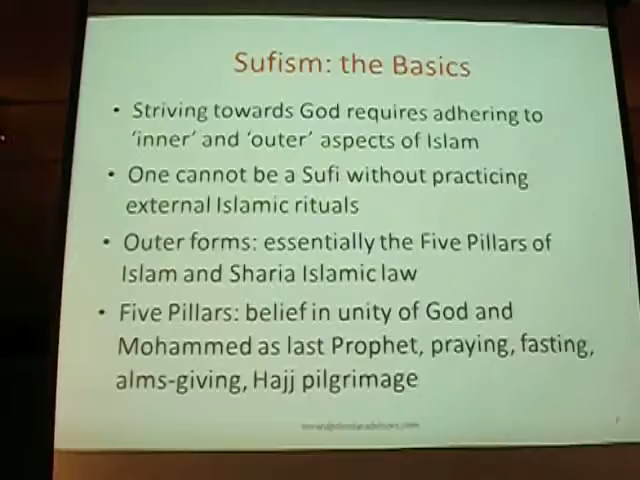 Sufism: the Basics
• Striving towards God requires adhering to
'inner' and 'outer' aspects of Islam
• One cannot be a Sufi without practicing
external Islamic rituals
• Outer forms: essentially the Five Pillars of
Islam and Sharia Islamic law
• Five Pillars: belief in unity of God and
Mohammed as last Prophet, praying, fasting,
alms-giving, Hajj pilgrimage